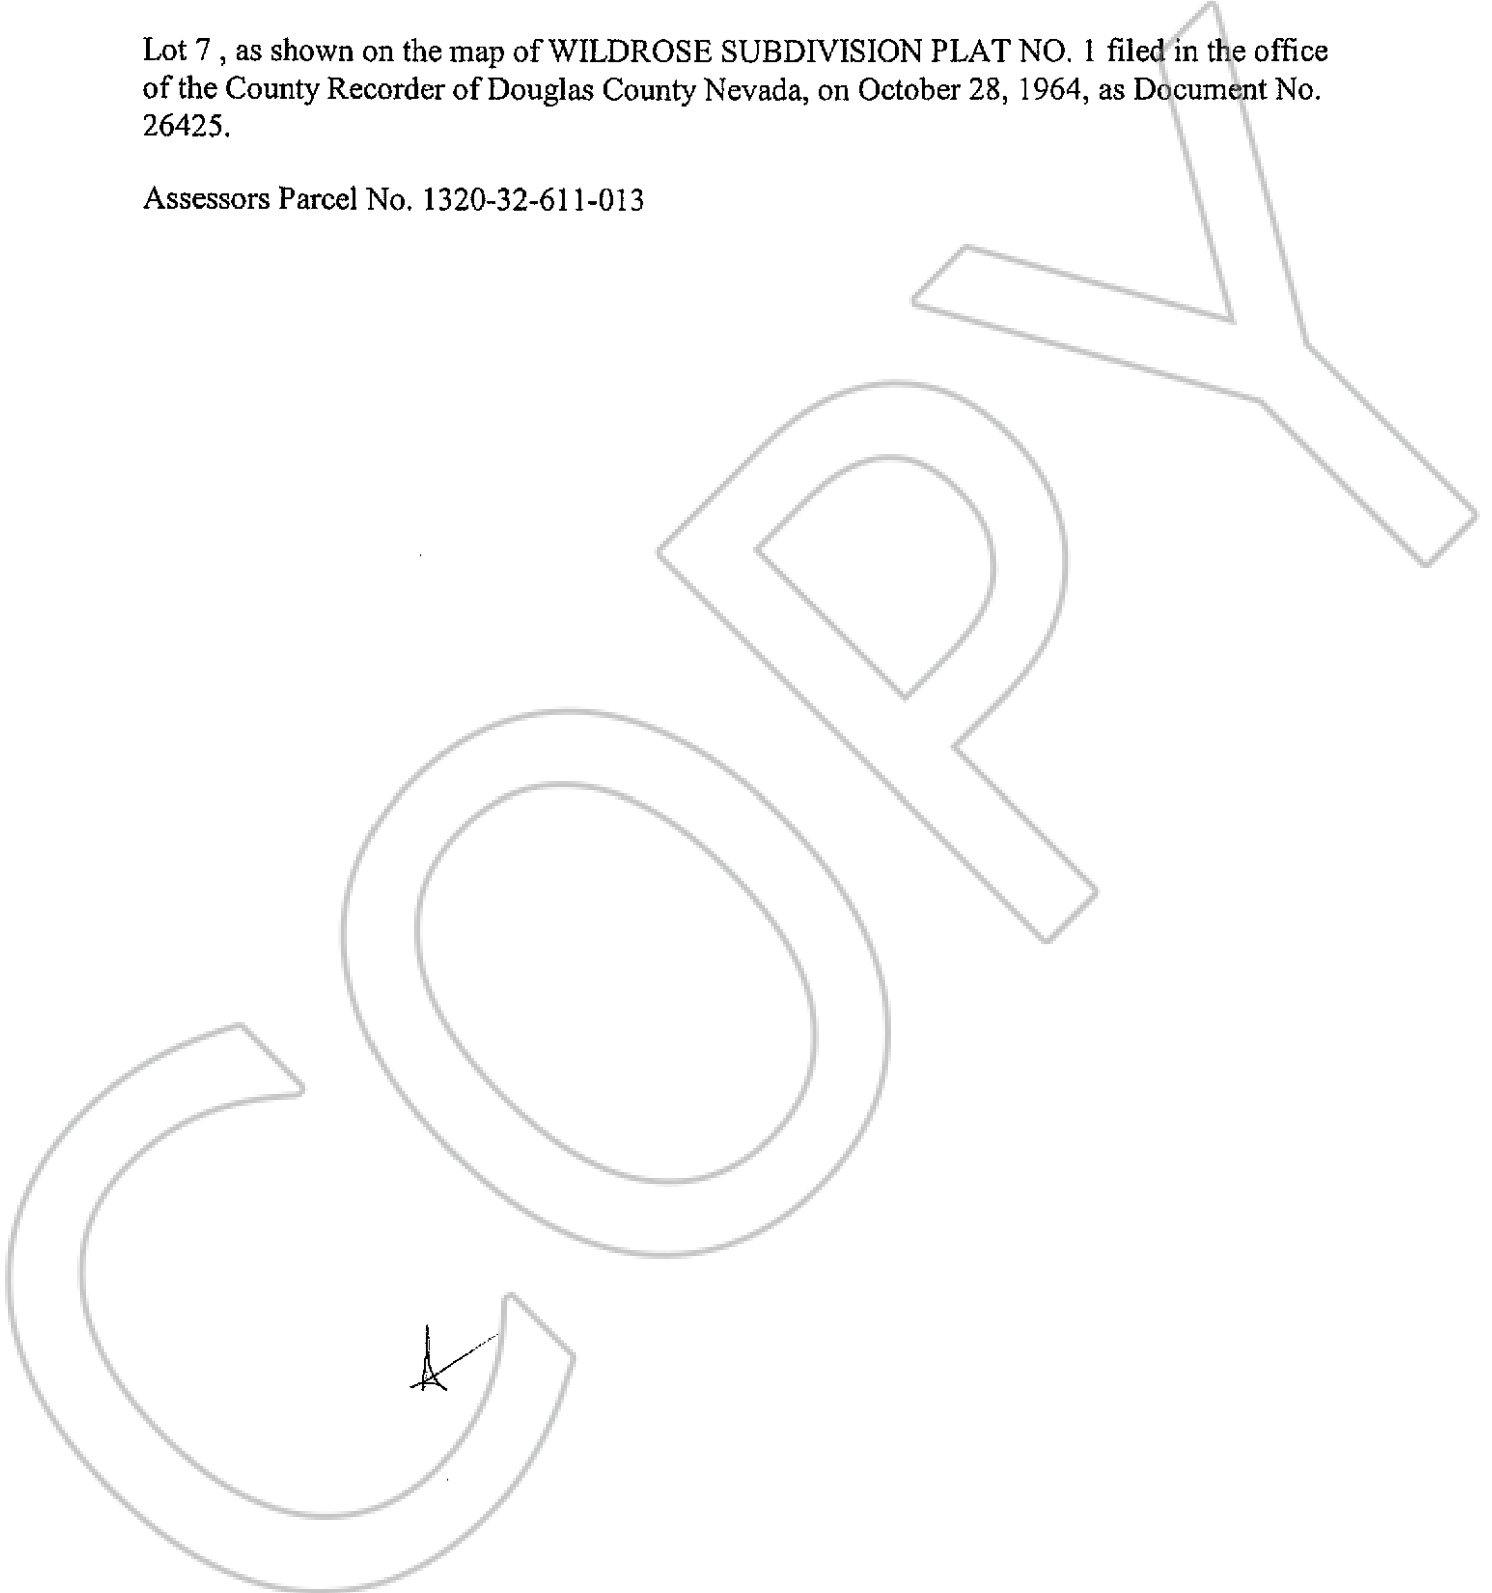 Lot 7 , as shown on the map of WILDROSE SUBDIVISION PLAT NO. 1 filed in the office
of the County Recorder of Douglas County Nevada, on October 28, 1964, as Document No.
26425.
Assessors Parcel No. 1320-32-611-013
COPY